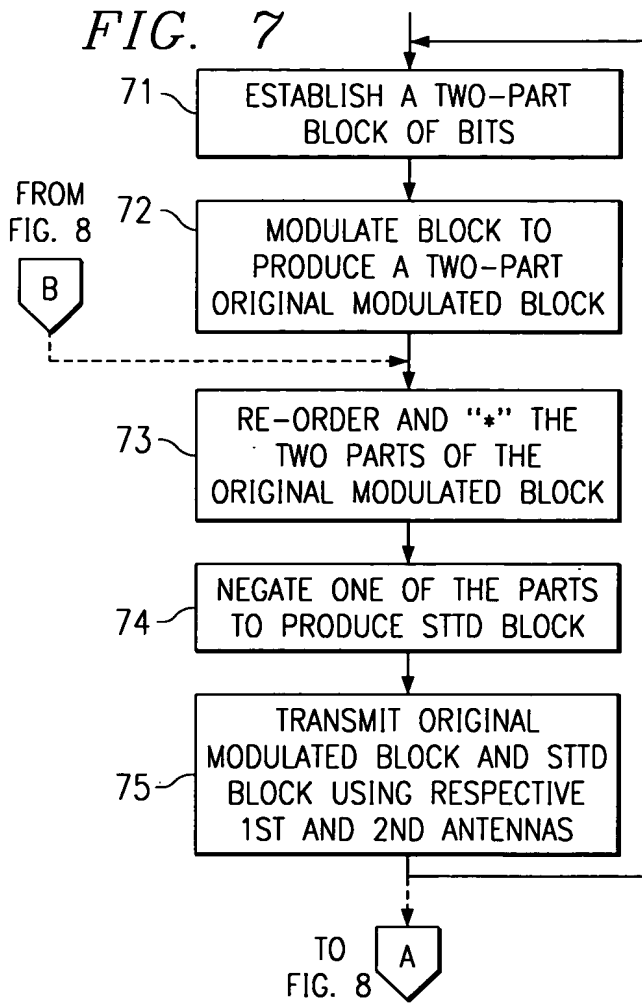 FIG. 7
71
ESTABLISH A TWO-PART
BLOCK OF BITS
FROM
FIG. 8
B
72
MODULATE BLOCK TO
PRODUCE A TWO-PART
ORIGINAL MODULATED BLOCK
73
RE-ORDER AND "*" THE
TWO PARTS OF THE
ORIGINAL MODULATED BLOCK
74
NEGATE ONE OF THE PARTS
TO PRODUCE STTD BLOCK
75
TRANSMIT ORIGINAL
MODULATED BLOCK AND STTD
BLOCK USING RESPECTIVE
1ST AND 2ND ANTENNAS
TO
FIG. 8
A